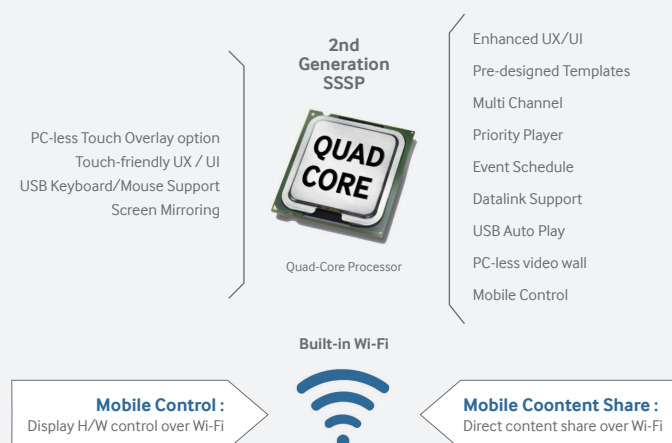 2nd
Generation
SSSP
PC-less Touch Overlay option
Touch-friendly UX / UI
USB Keyboard/Mouse Support
Screen Mirroring
QUAD
CORE
Quad-Core Processor
Enhanced UX/UI
Pre-designed Templates
Multi Channel
Priority Player
Event Schedule
Datalink Support
USB Auto Play
PC-less video wall
Mobile Control
Built-in Wi-Fi
Mobile Control :
Display H/W control over Wi-Fi
Mobile Coontent Share :
Direct content share over Wi-Fi